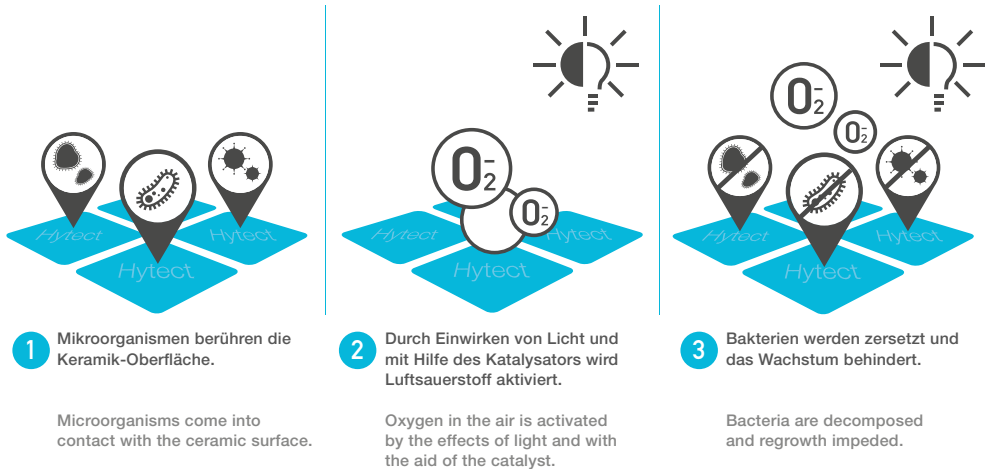 Hytect
Hytect
Hytect
O₂⁻
O₂⁻
Hytect
Hytect
Hytect
O₂⁻
O₂⁻
Hytect
Hytect
Hytect
1
Mikroorganismen berühren die
Keramik-Oberfläche.
Microorganisms come into
contact with the ceramic surface.
2
Durch Einwirken von Licht und
mit Hilfe des Katalysators wird
Luftsauerstoff aktiviert.
Oxygen in the air is activated
by the effects of light and with
the aid of the catalyst.
3
Bakterien werden zersetzt und
das Wachstum behindert.
Bacteria are decomposed
and regrowth impeded.